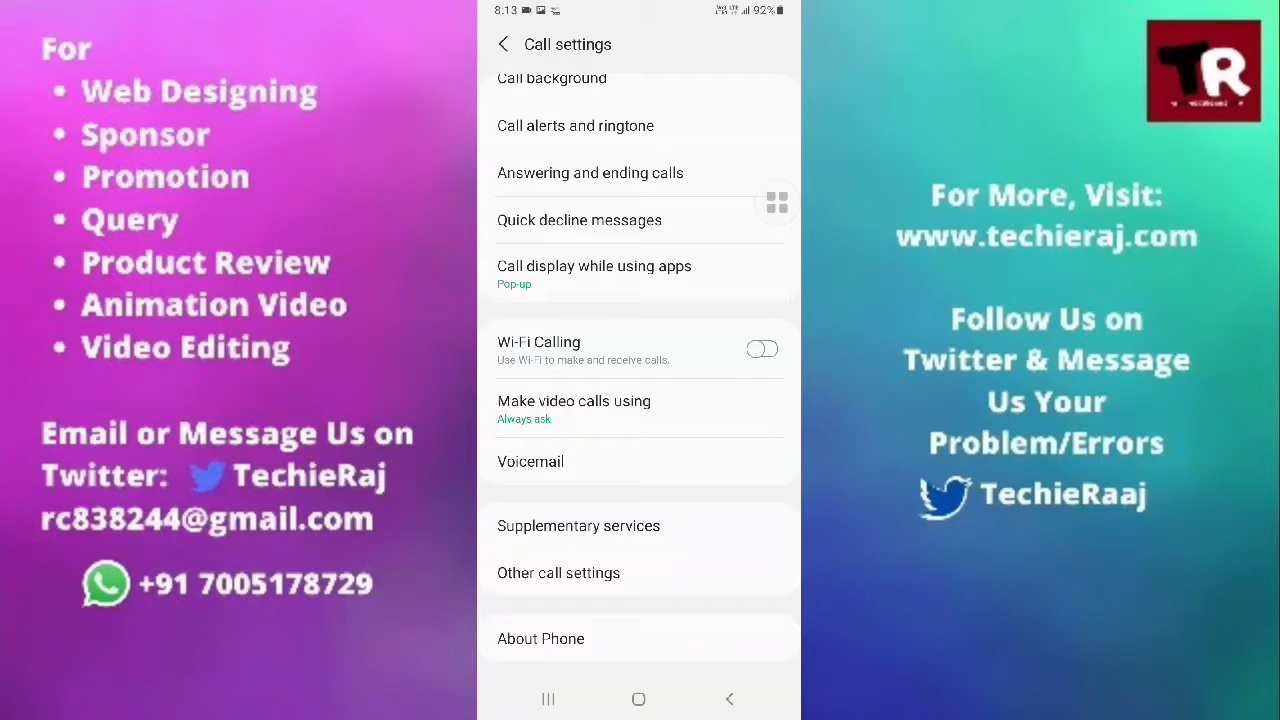 For
• Web Designing
• Sponsor
• Promotion
• Query
• Product Review
• Animation Video
• Video Editing
Email or Message Us on
Twitter: TechieRaj
rc838244@gmail.com
+91 7005178729
8:13
92%
Call settings
Call background
Call alerts and ringtone
Answering and ending calls
Quick decline messages
Call display while using apps
Pop-up
Wi-Fi Calling
Use Wi-Fi to make and receive calls.
Make video calls using
Always ask
Voicemail
Supplementary services
Other call settings
About Phone
TR
For More, Visit:
www.techieraj.com
Follow Us on
Twitter & Message
Us Your
Problem/Errors
TechieRaaj